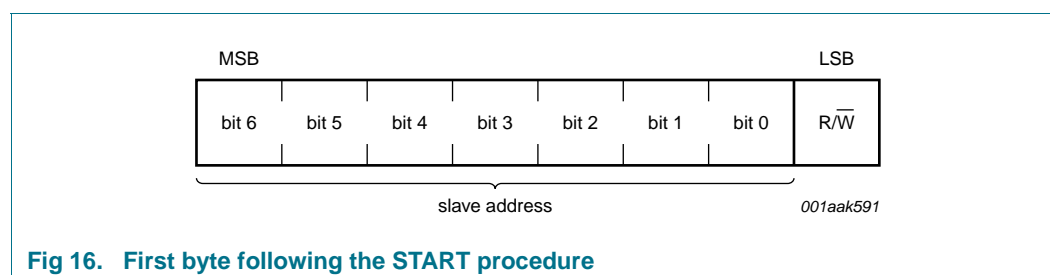 MSB LSB
bit 6 bit 5 bit 4 bit 3 bit 2 bit 1 bit 0 R/W̅
slave address 001aak591
Fig 16. First byte following the START procedure